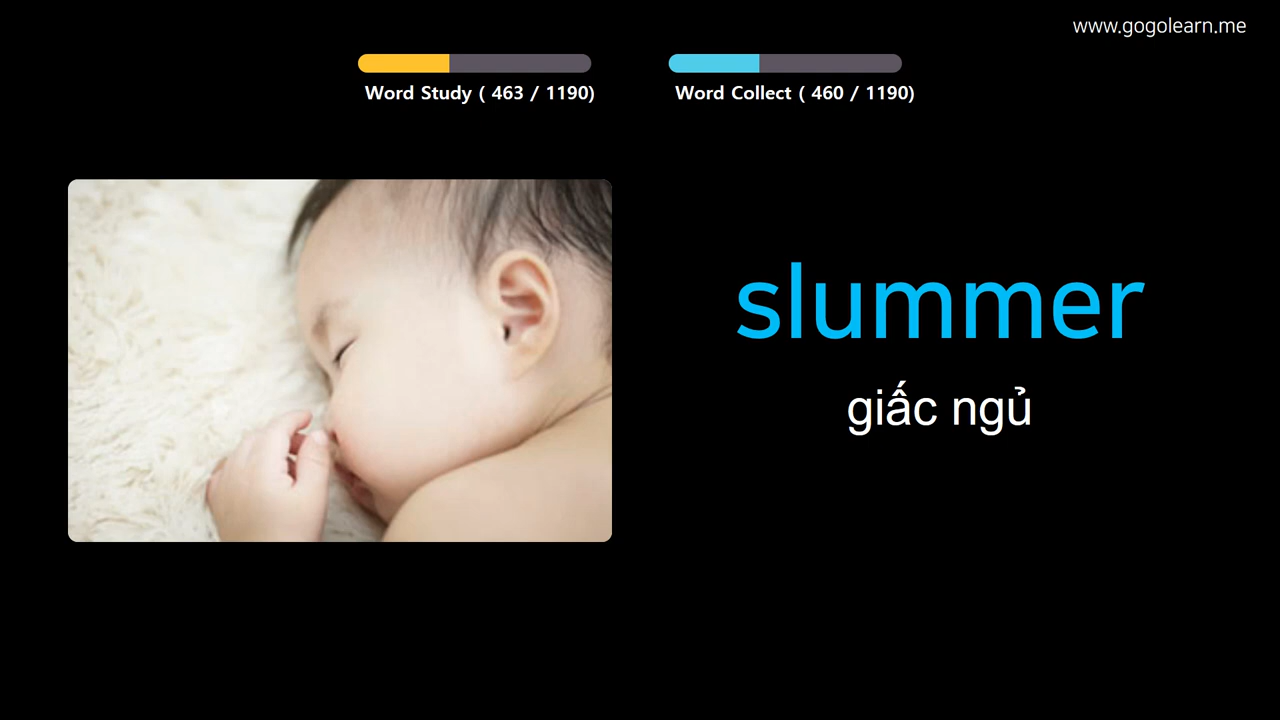 www.gogolearn.me
Word Study ( 463 / 1190)
Word Collect ( 460 / 1190)
slummer
giấc ngủ